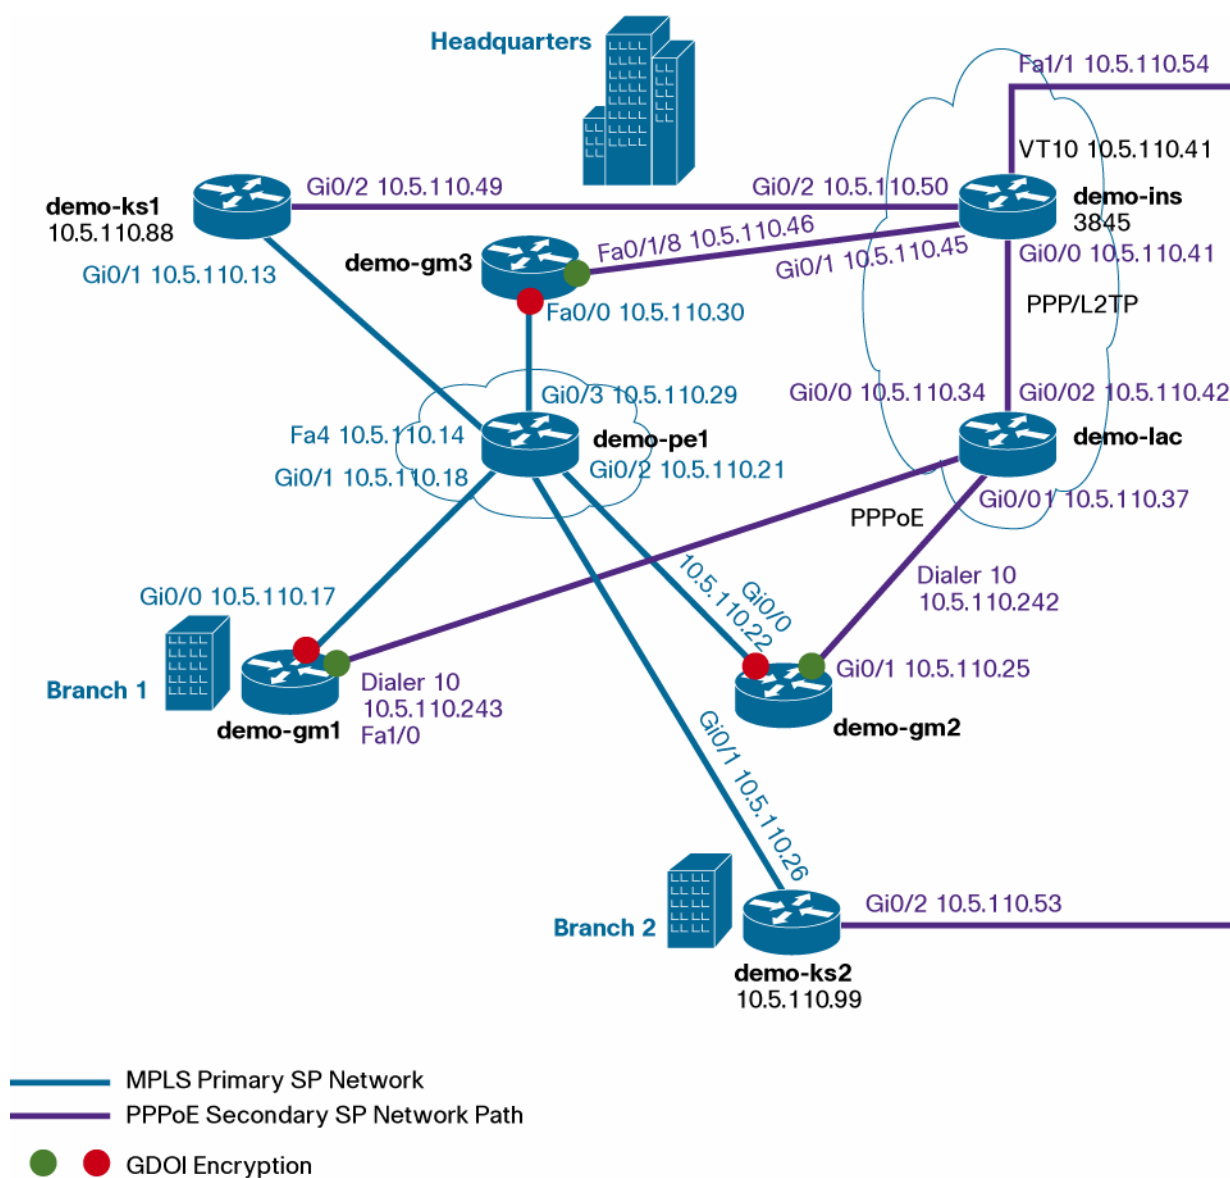 Headquarters
Fa1/1 10.5.110.54
VT10 10.5.110.41
demo-ks1
10.5.110.88
Gi0/2 10.5.110.49
Gi0/2 10.5.110.50
demo-ins
3845
demo-gm3
Fa0/1/8 10.5.110.46
Gi0/1 10.5.110.45
Gi0/0 10.5.110.41
Gi0/1 10.5.110.13
Fa0/0 10.5.110.30
PPP/L2TP
Gi0/3 10.5.110.29
Gi0/0 10.5.110.34
Gi0/02 10.5.110.42
Fa4 10.5.110.14
demo-pe1
demo-lac
Gi0/1 10.5.110.18
Gi0/2 10.5.110.21
Gi0/01 10.5.110.37
PPPoE
Gi0/0
10.5.110.22
Dialer 10
10.5.110.242
Gi0/0 10.5.110.17
Branch 1
Gi0/1 10.5.110.25
Dialer 10
10.5.110.243
Fa1/0
demo-gm1
demo-gm2
Gi0/1 10.5.110.26
Branch 2
Gi0/2 10.5.110.53
demo-ks2
10.5.110.99
MPLS Primary SP Network
PPPoE Secondary SP Network Path
GDOI Encryption